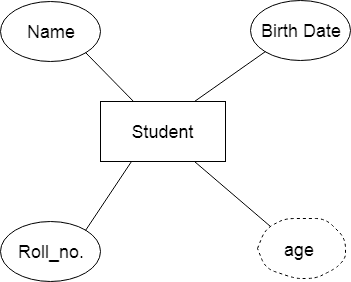 Name
Birth Date
Student
Roll_no.
age